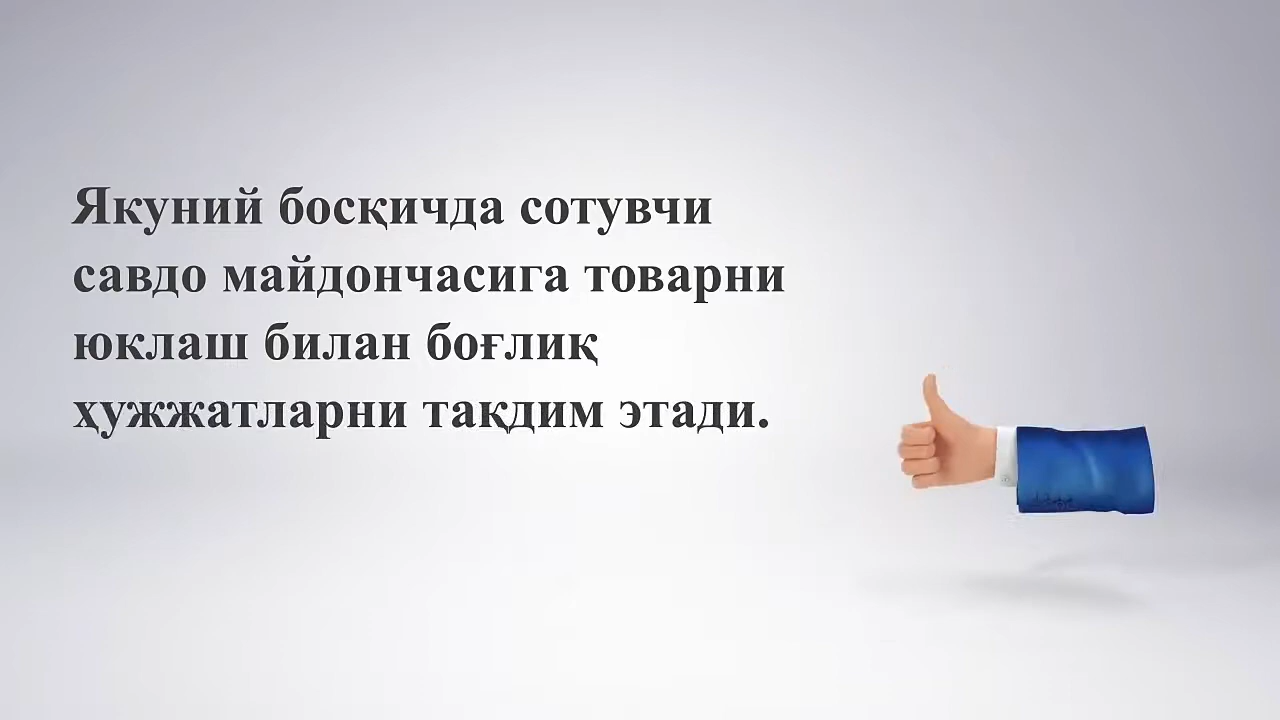 Якуний босқичда сотувчи
савдо майдончасига товарни
юклаш билан боғлиқ
ҳужжатларни тақдим этади.